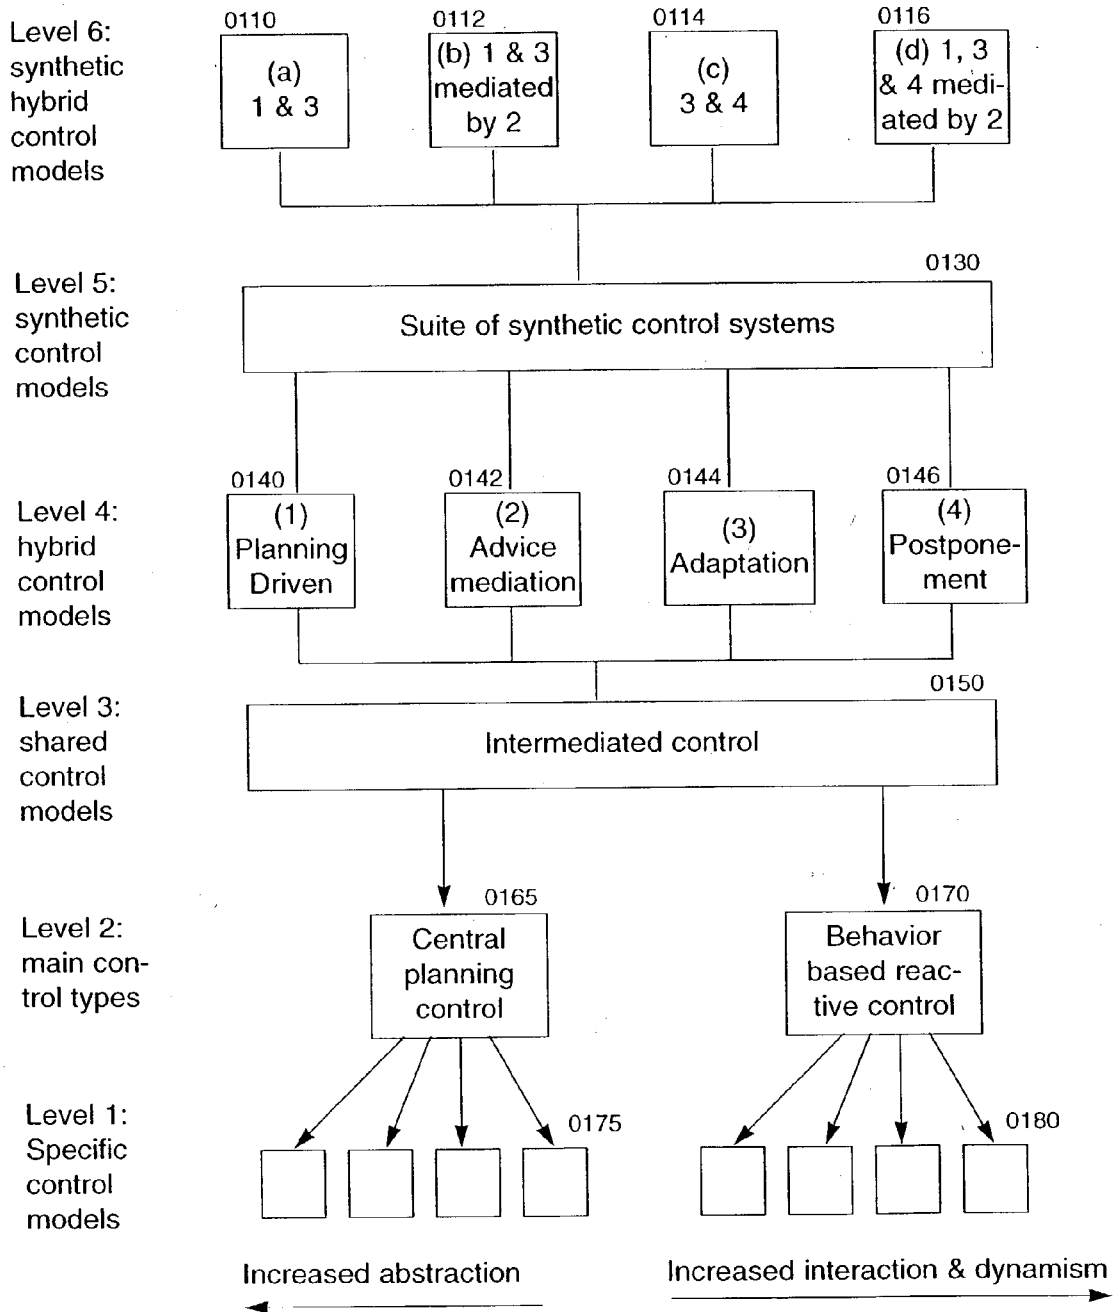 Level 6:
synthetic
hybrid
control
models
0110
(a)
1 & 3
0112
(b) 1 & 3
mediated
by 2
0114
(c)
3 & 4
0116
(d) 1, 3
& 4 medi-
ated by 2
Level 5:
synthetic
control
models
0130
Suite of synthetic control systems
Level 4:
hybrid
control
models
0140
(1)
Planning
Driven
0142
(2)
Advice
mediation
0144
(3)
Adaptation
0146
(4)
Postpone-
ment
Level 3:
shared
control
models
0150
Intermediated control
Level 2:
main con-
trol types
0165
Central
planning
control
0170
Behavior
based reac-
tive control
Level 1:
Specific
control
models
0175
0180
Increased abstraction
Increased interaction & dynamism